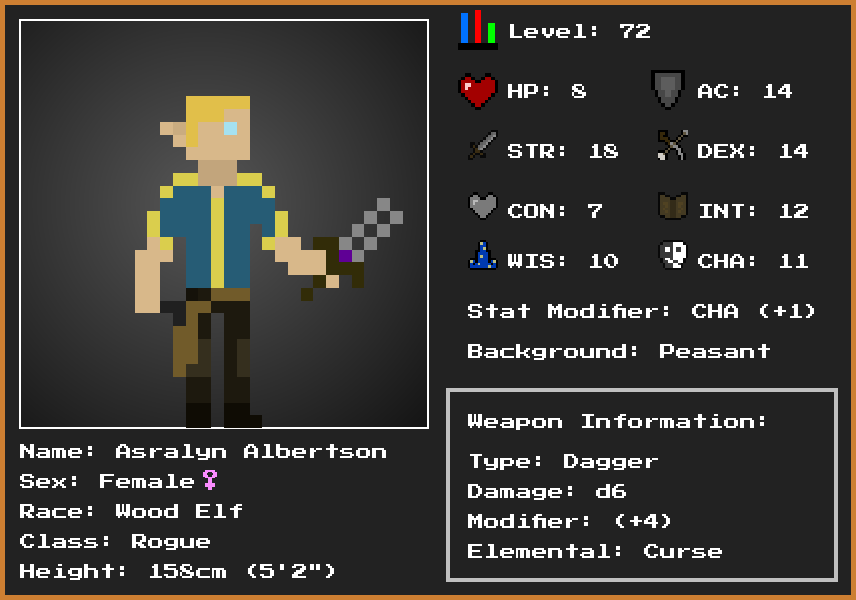 Level: 72
HP: 8 AC: 14
STR: 18 DEX: 14
CON: 7 INT: 12
WIS: 10 CHA: 11
Stat Modifier: CHA (+1)
Background: Peasant
Weapon Information:
Type: Dagger
Damage: d6
Modifier: (+4)
Elemental: Curse
Name: Asralyn Albertson
Sex: Female♀
Race: Wood Elf
Class: Rogue
Height: 158cm (5'2")